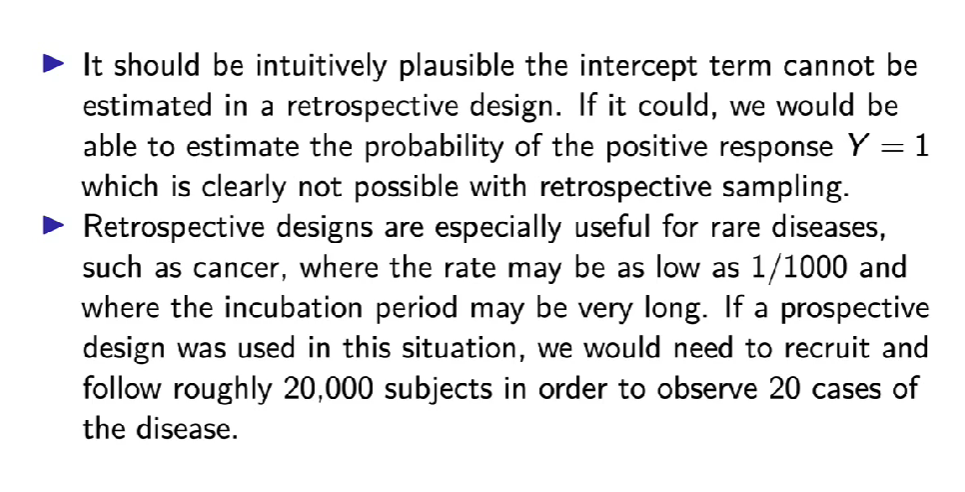 ▶ It should be intuitively plausible the intercept term cannot be
estimated in a retrospective design. If it could, we would be
able to estimate the probability of the positive response Y = 1
which is clearly not possible with retrospective sampling.
▶ Retrospective designs are especially useful for rare diseases,
such as cancer, where the rate may be as low as 1/1000 and
where the incubation period may be very long. If a prospective
design was used in this situation, we would need to recruit and
follow roughly 20,000 subjects in order to observe 20 cases of
the disease.